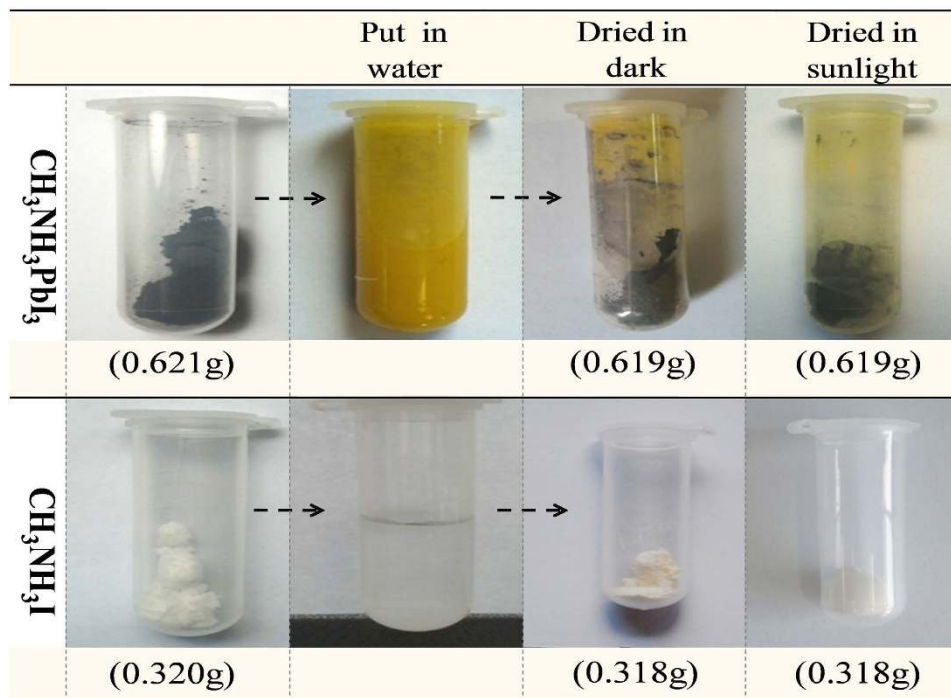 Put in
water
Dried in
dark
Dried in
sunlight
CH₃NH₃PbI₃
(0.621g)
(0.619g)
(0.619g)
CH₃NH₃I
(0.320g)
(0.318g)
(0.318g)